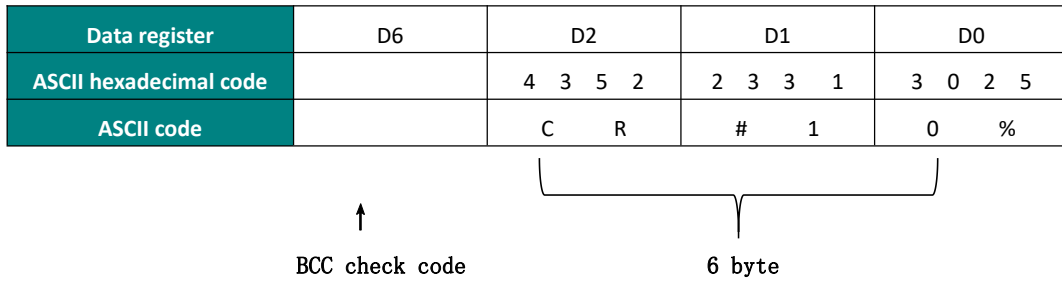 Data register D6 D2 D1 D0
ASCII hexadecimal code 4 3 5 2 2 3 3 1 3 0 2 5
ASCII code C R # 1 0 %
BCC check code 6 byte